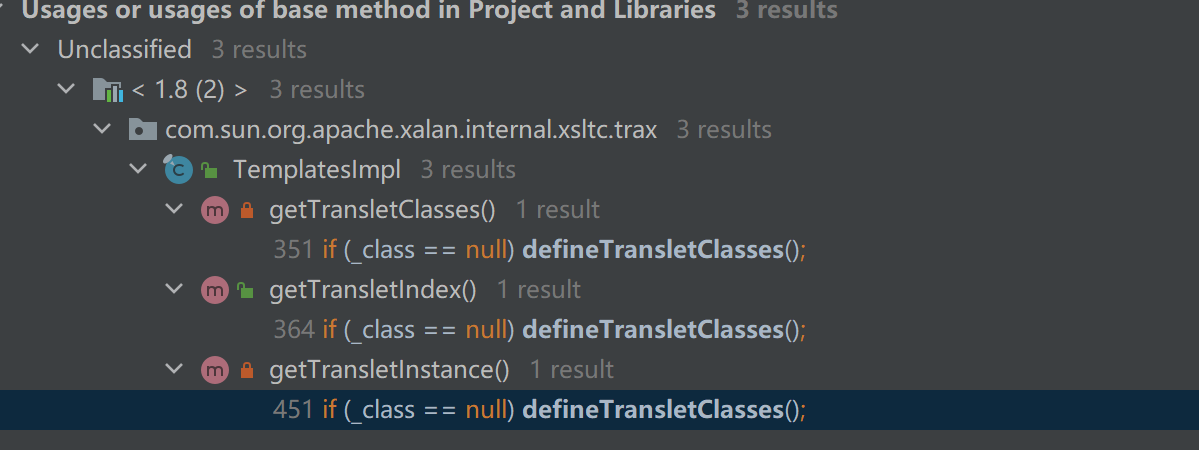 Usages or usages of base method in Project and Libraries 3 results
Unclassified 3 results
< 1.8 (2) > 3 results
com.sun.org.apache.xalan.internal.xsltc.trax 3 results
TemplatesImpl 3 results
getTransletClasses() 1 result
351 if (_class == null) defineTransletClasses();
getTransletIndex() 1 result
364 if (_class == null) defineTransletClasses();
getTransletInstance() 1 result
451 if (_class == null) defineTransletClasses();